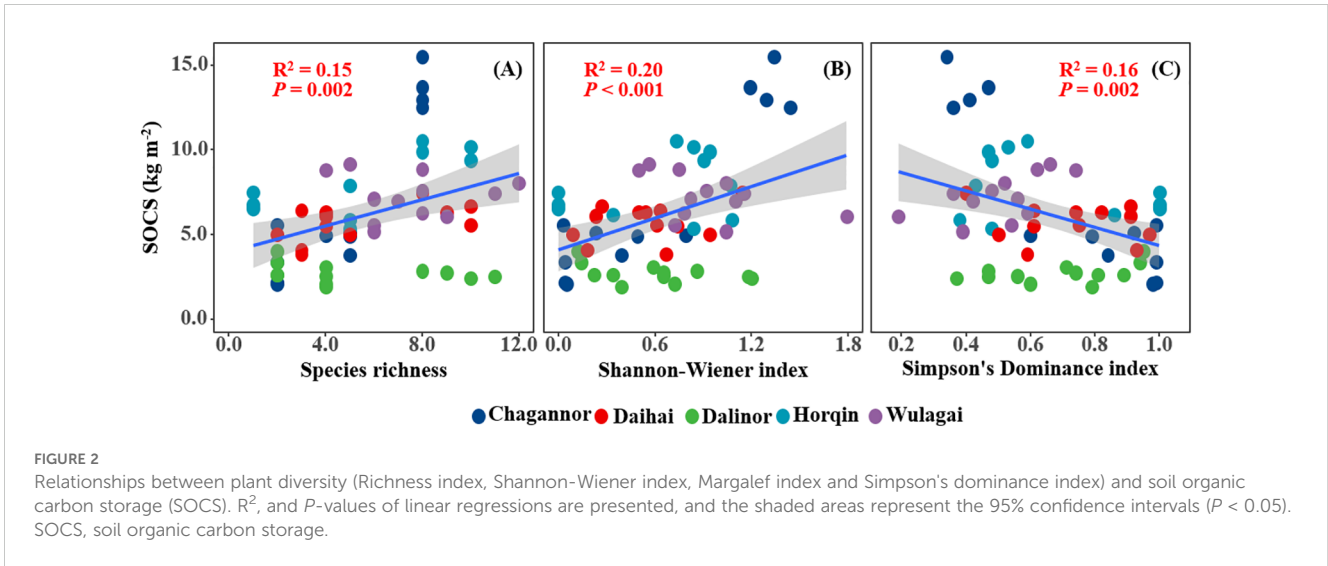 R² = 0.15
P = 0.002
(A)
R² = 0.20
P < 0.001
(B)
R² = 0.16
P = 0.002
(C)
SOCS (kg m⁻²)
15.0
10.0
5.0
0.0
0.0 4.0 8.0 12.0
0.0 0.6 1.2 1.8
0.2 0.4 0.6 0.8 1.0
Species richness
Shannon-Wiener index
Simpson's Dominance index
Chagannor Daihai Dalinor Horqin Wulagai
FIGURE 2
Relationships between plant diversity (Richness index, Shannon-Wiener index, Margalef index and Simpson's dominance index) and soil organic
carbon storage (SOCS). R², and P-values of linear regressions are presented, and the shaded areas represent the 95% confidence intervals (P < 0.05).
SOCS, soil organic carbon storage.